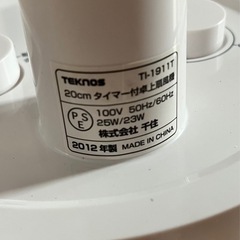 TEKNOS TI-1911T
20cm タイマー付卓上扇風機
PSE 100V 50Hz/60Hz
25W/23W
株式会社 千住
2012年製 MADE IN CHINA